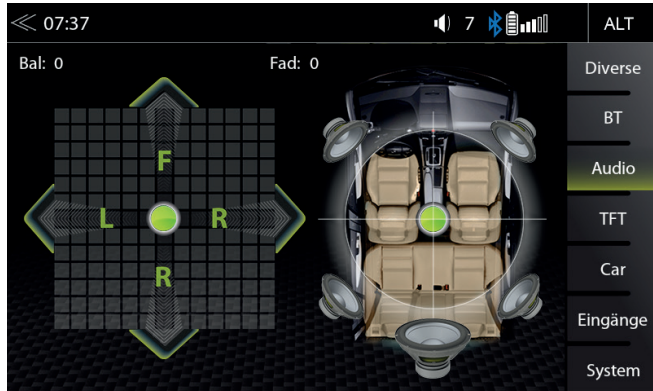 07:37 7 ALT
Bal: 0 Fad: 0
Diverse
BT
Audio
TFT
Car
Eingänge
System
F
L R
R